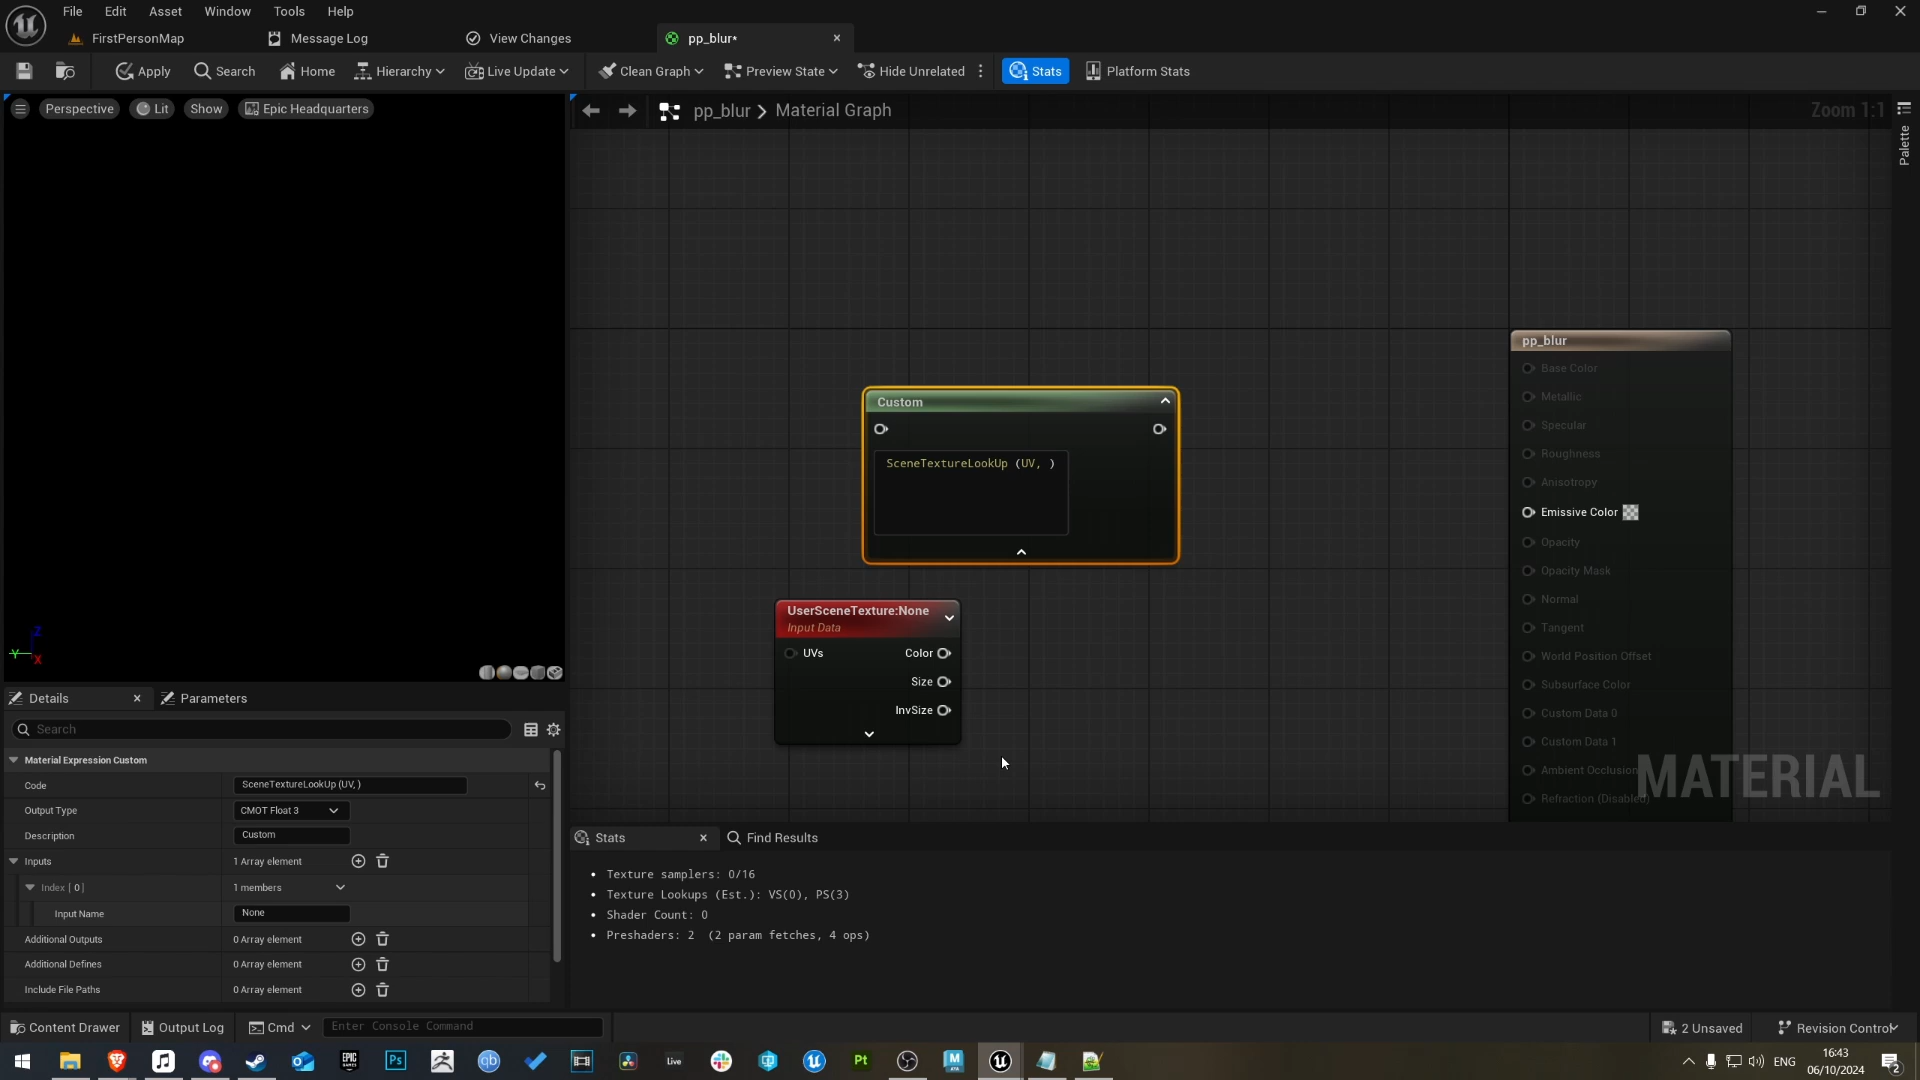 File Edit Asset Window Tools Help
FirstPersonMap Message Log View Changes pp_blur*
Apply Search Home Hierarchy Live Update Clean Graph Preview State Hide Unrelated Stats Platform Stats
Perspective Lit Show Epic Headquarters
pp_blur > Material Graph
Zoom 1:1
Palette
pp_blur
Base Color
Metallic
Specular
Roughness
Anisotropy
Emissive Color
Opacity
Opacity Mask
Normal
Tangent
World Position Offset
Subsurface Color
Custom Data 0
Custom Data 1
Ambient Occlusion
Refraction (Disabled)
MATERIAL
Custom
SceneTextureLookUp (UV, )
UserSceneTexture:None
Input Data
UVs Color
Size
InvSize
Z
Y
X
Details Parameters
Search
Material Expression Custom
Code SceneTextureLookUp (UV, )
Output Type CMOT Float 3
Description Custom
Inputs 1 Array element
Index [ 0 ] 1 members
Input Name None
Additional Outputs 0 Array element
Additional Defines 0 Array element
Include File Paths 0 Array element
Stats Find Results
Texture samplers: 0/16
Texture Lookups (Est.): VS(0), PS(3)
Shader Count: 0
Preshaders: 2 (2 param fetches, 4 ops)
Content Drawer Output Log Cmd Enter Console Command 2 Unsaved Revision Control
EPIC GAMES Ps qb Live Pt M ENG
16:43
06/10/2024
2